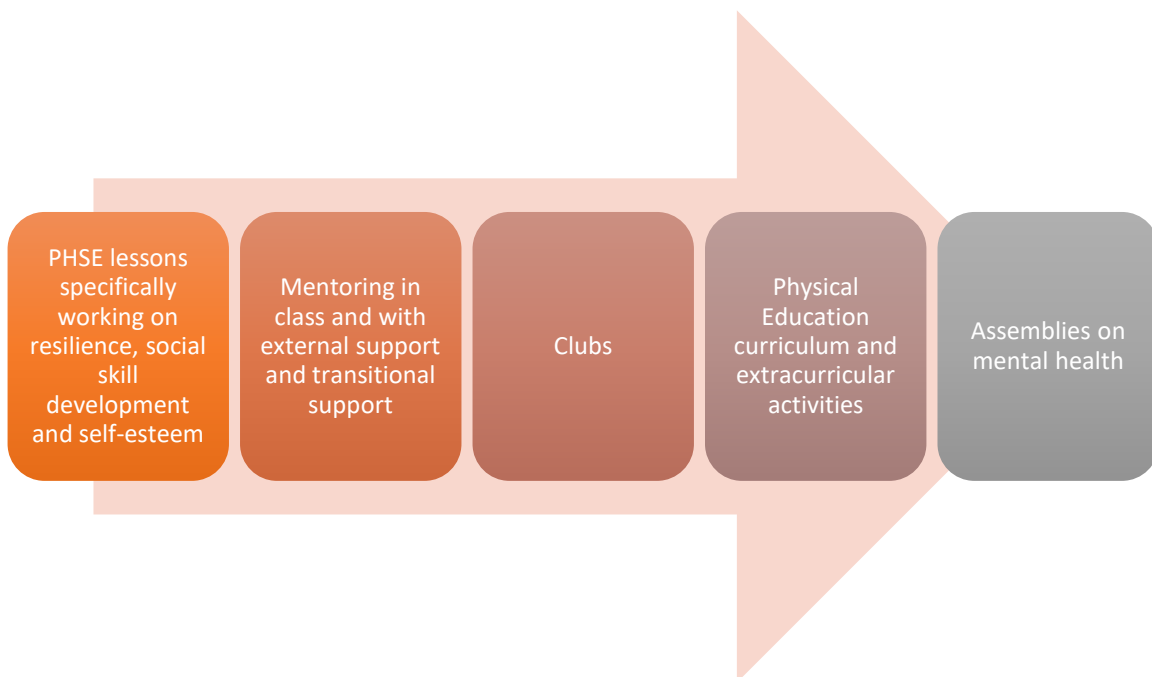 PHSE lessons
specifically
working on
resilience, social
skill
development
and self-esteem
Mentoring in
class and with
external support
and transitional
support
Clubs
Physical
Education
curriculum and
extracurricular
activities
Assemblies on
mental health